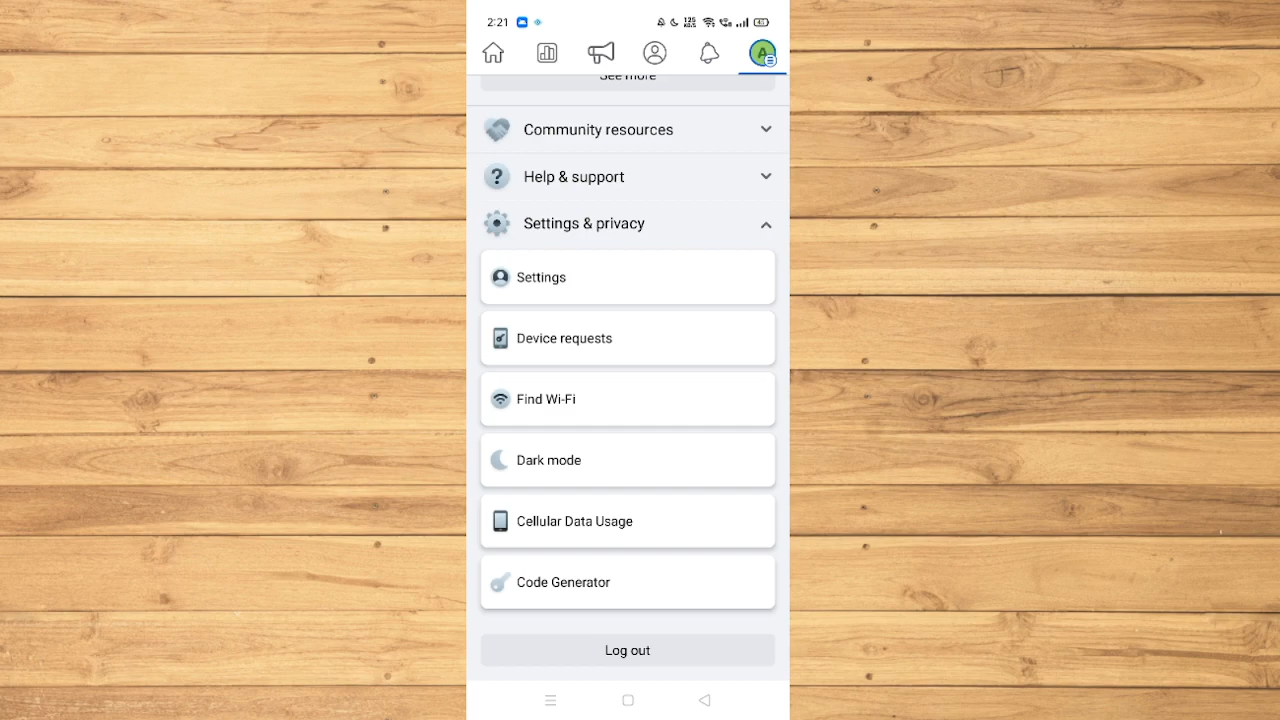 2:21
See more
Community resources
Help & support
Settings & privacy
Settings
Device requests
Find Wi-Fi
Dark mode
Cellular Data Usage
Code Generator
Log out